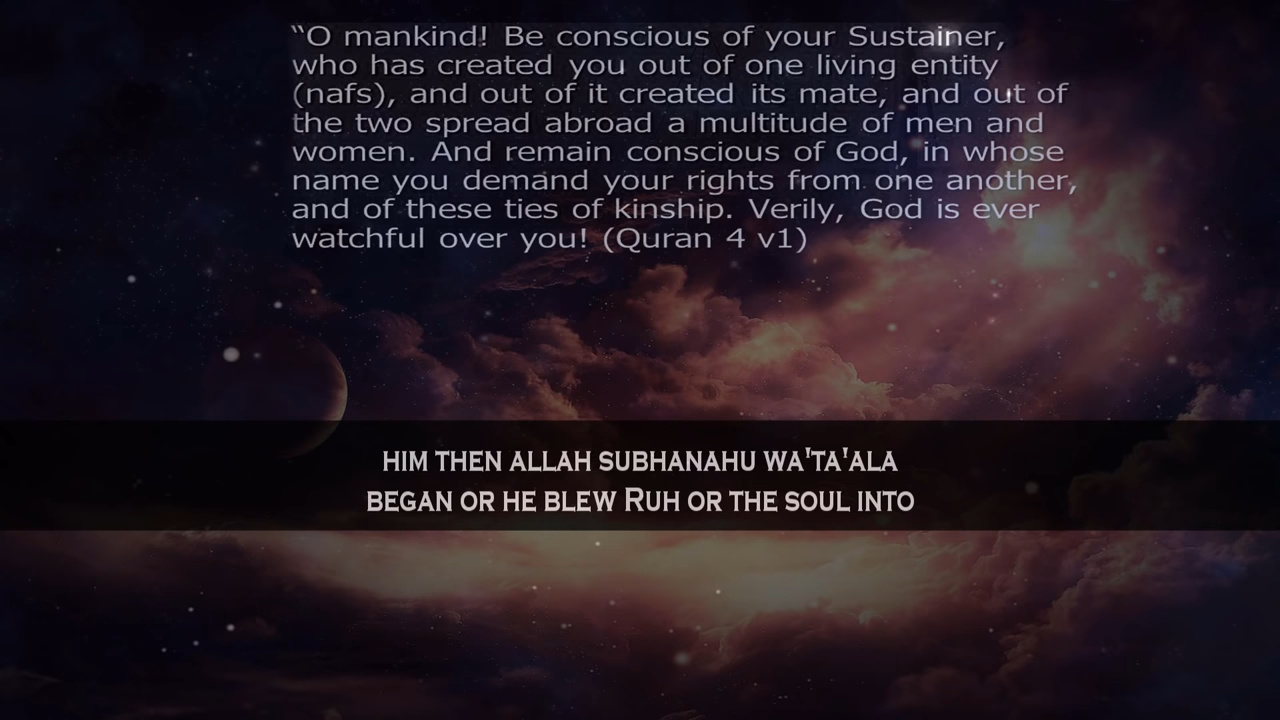 “O mankind! Be conscious of your Sustainer,
who has created you out of one living entity
(nafs), and out of it created its mate, and out of
the two spread abroad a multitude of men and
women. And remain conscious of God, in whose
name you demand your rights from one another,
and of these ties of kinship. Verily, God is ever
watchful over you! (Quran 4 v1)
HIM THEN ALLAH SUBHANAHU WA'TA'ALA
BEGAN OR HE BLEW RUH OR THE SOUL INTO